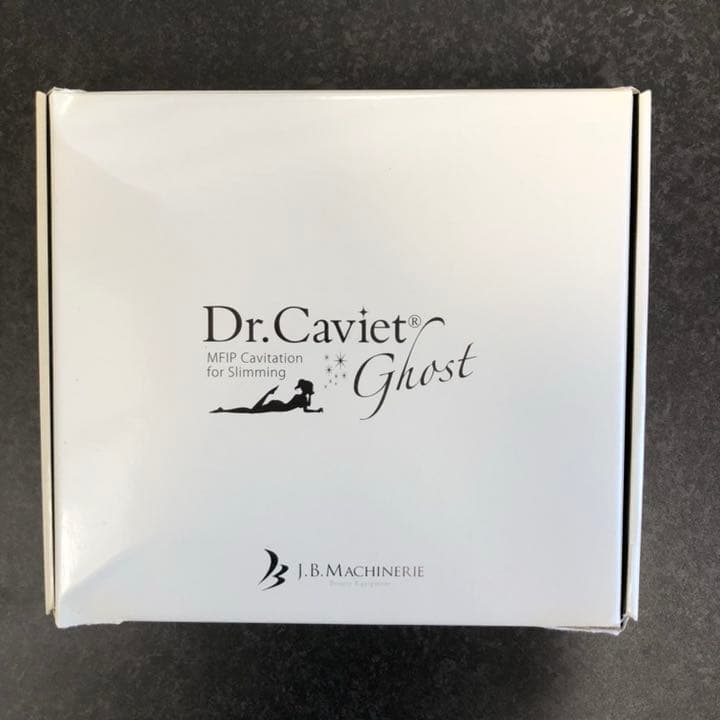 Dr.Caviet®
MFIP Cavitation
for Slimming
Ghost
J.B.MACHINERIE